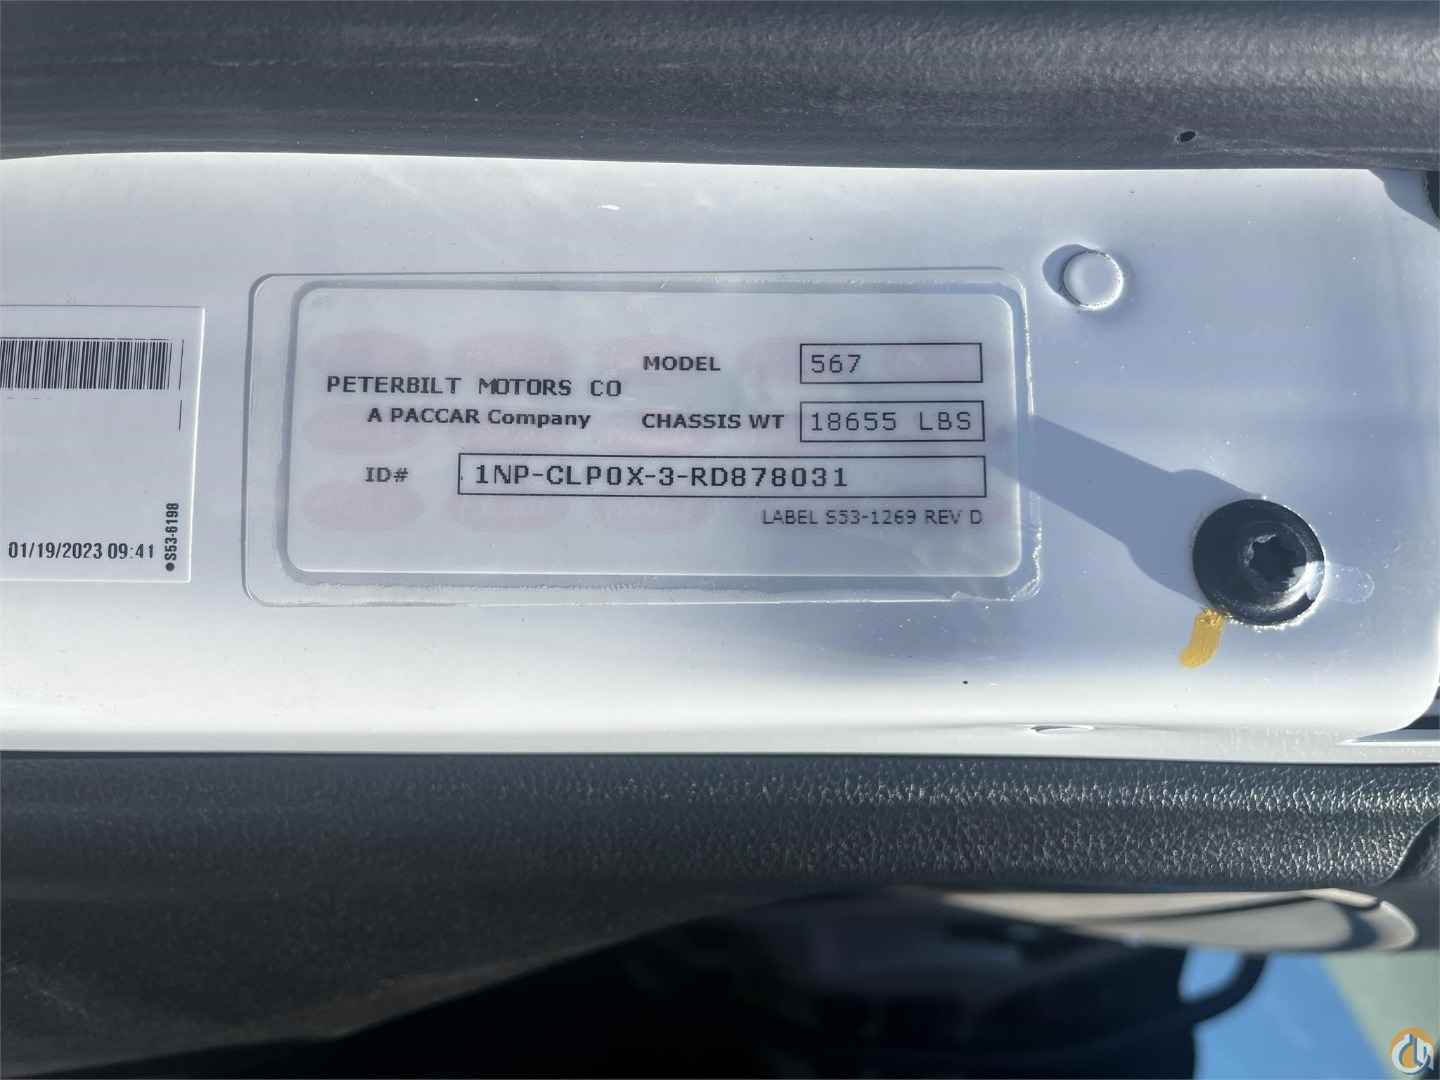 PETERBILT MOTORS CO
A PACCAR Company
MODEL 567
CHASSIS WT 18655 LBS
ID# 1NP-CLP0X-3-RD878031
LABEL S53-1269 REV D
01/19/2023 09:41
●S53-6198